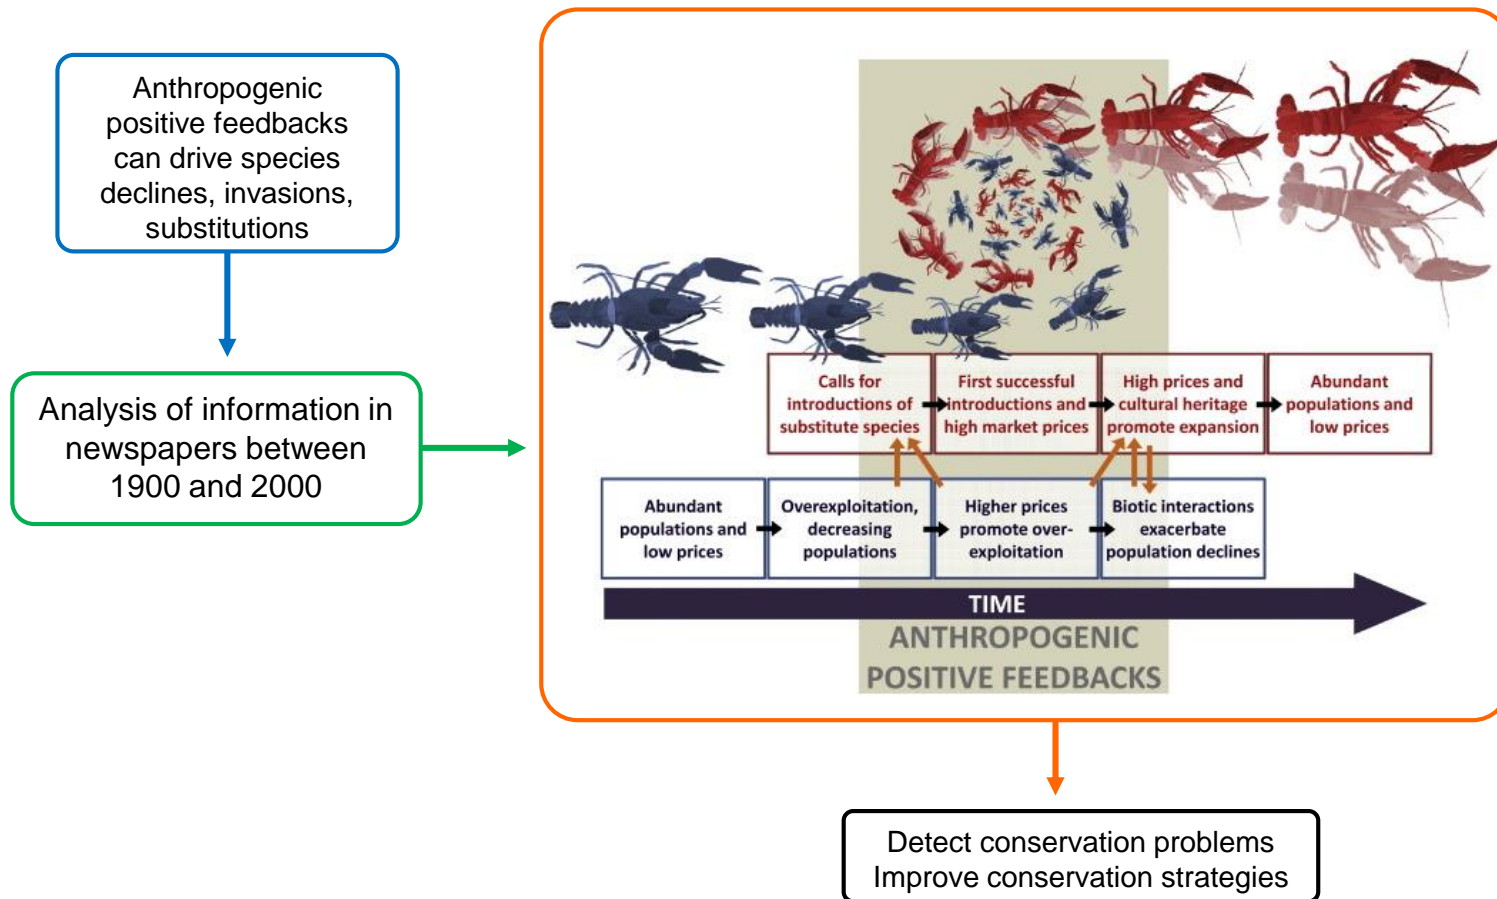 Anthropogenic
positive feedbacks
can drive species
declines, invasions,
substitutions
Analysis of information in
newspapers between
1900 and 2000
Calls for
introductions of
substitute species
First successful
introductions and
high market prices
High prices and
cultural heritage
promote expansion
Abundant
populations and
low prices
Abundant
populations and
low prices
Overexploitation,
decreasing
populations
Higher prices
promote over-
exploitation
Biotic interactions
exacerbate
population declines
TIME
ANTHROPOGENIC
POSITIVE FEEDBACKS
Detect conservation problems
Improve conservation strategies